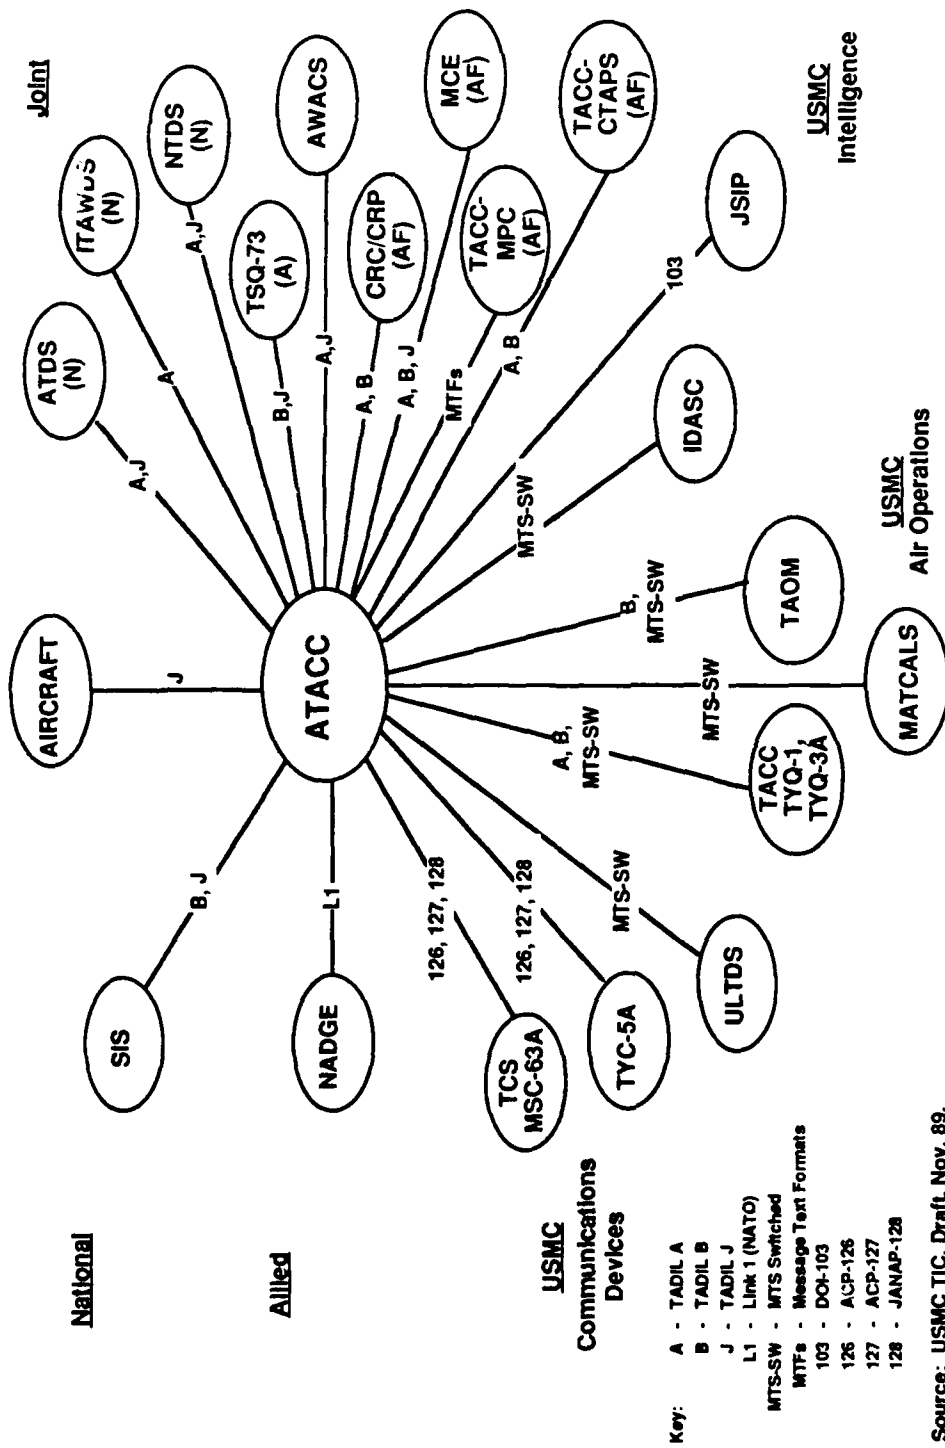 National
SIS
B, J
AIRCRAFT
J
ATDS
(N)
A,J
ITAWDS
(N)
A
Joint
NTDS
(N)
A,J
TSQ-73
(A)
B,J
AWACS
A,J
CRC/CRP
(AF)
A, B
MCE
(AF)
A, B, J
TACC-
MPC
(AF)
MTFs
TACC-
CTAPS
(AF)
A, B
Allied
NADGE
L1
ATACC
USMC
Intelligence
JSIP
103
USMC
Communications
Devices
TCS
MSC-63A
126, 127, 128
TYC-5A
126, 127, 128
ULTDS
MTS-SW
TACC
TYQ-1,
TYQ-3A
A, B,
MTS-SW
MATCALS
MTS-SW
TAOM
B,
MTS-SW
IDASC
MTS-SW
USMC
Air Operations
Key:
A - TADIL A
B - TADIL B
J - TADIL J
L1 - Link 1 (NATO)
MTS-SW - MTS Switched
MTFs - Message Text Formats
103 - DOI-103
126 - ACP-126
127 - ACP-127
128 - JANAP-128
Source: USMC TIC, Draft, Nov. 89.